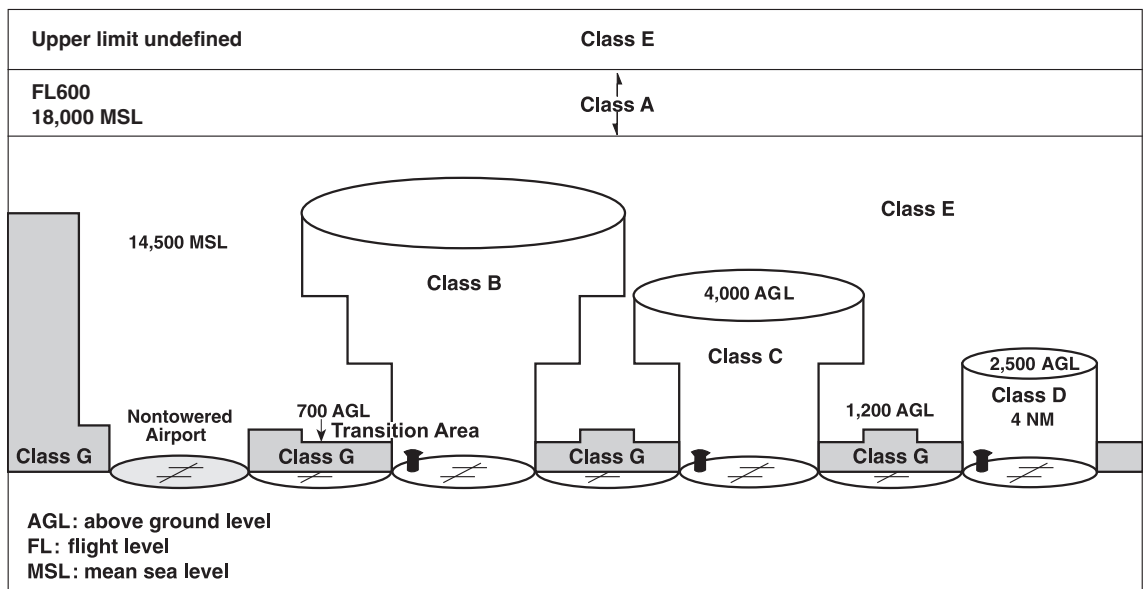 Upper limit undefined
Class E
FL600
18,000 MSL
Class A
Class E
14,500 MSL
Class B
4,000 AGL
Class C
2,500 AGL
Class D
4 NM
Nontowered
Airport
700 AGL
Transition Area
1,200 AGL
Class G
Class G
Class G
Class G
AGL: above ground level
FL: flight level
MSL: mean sea level